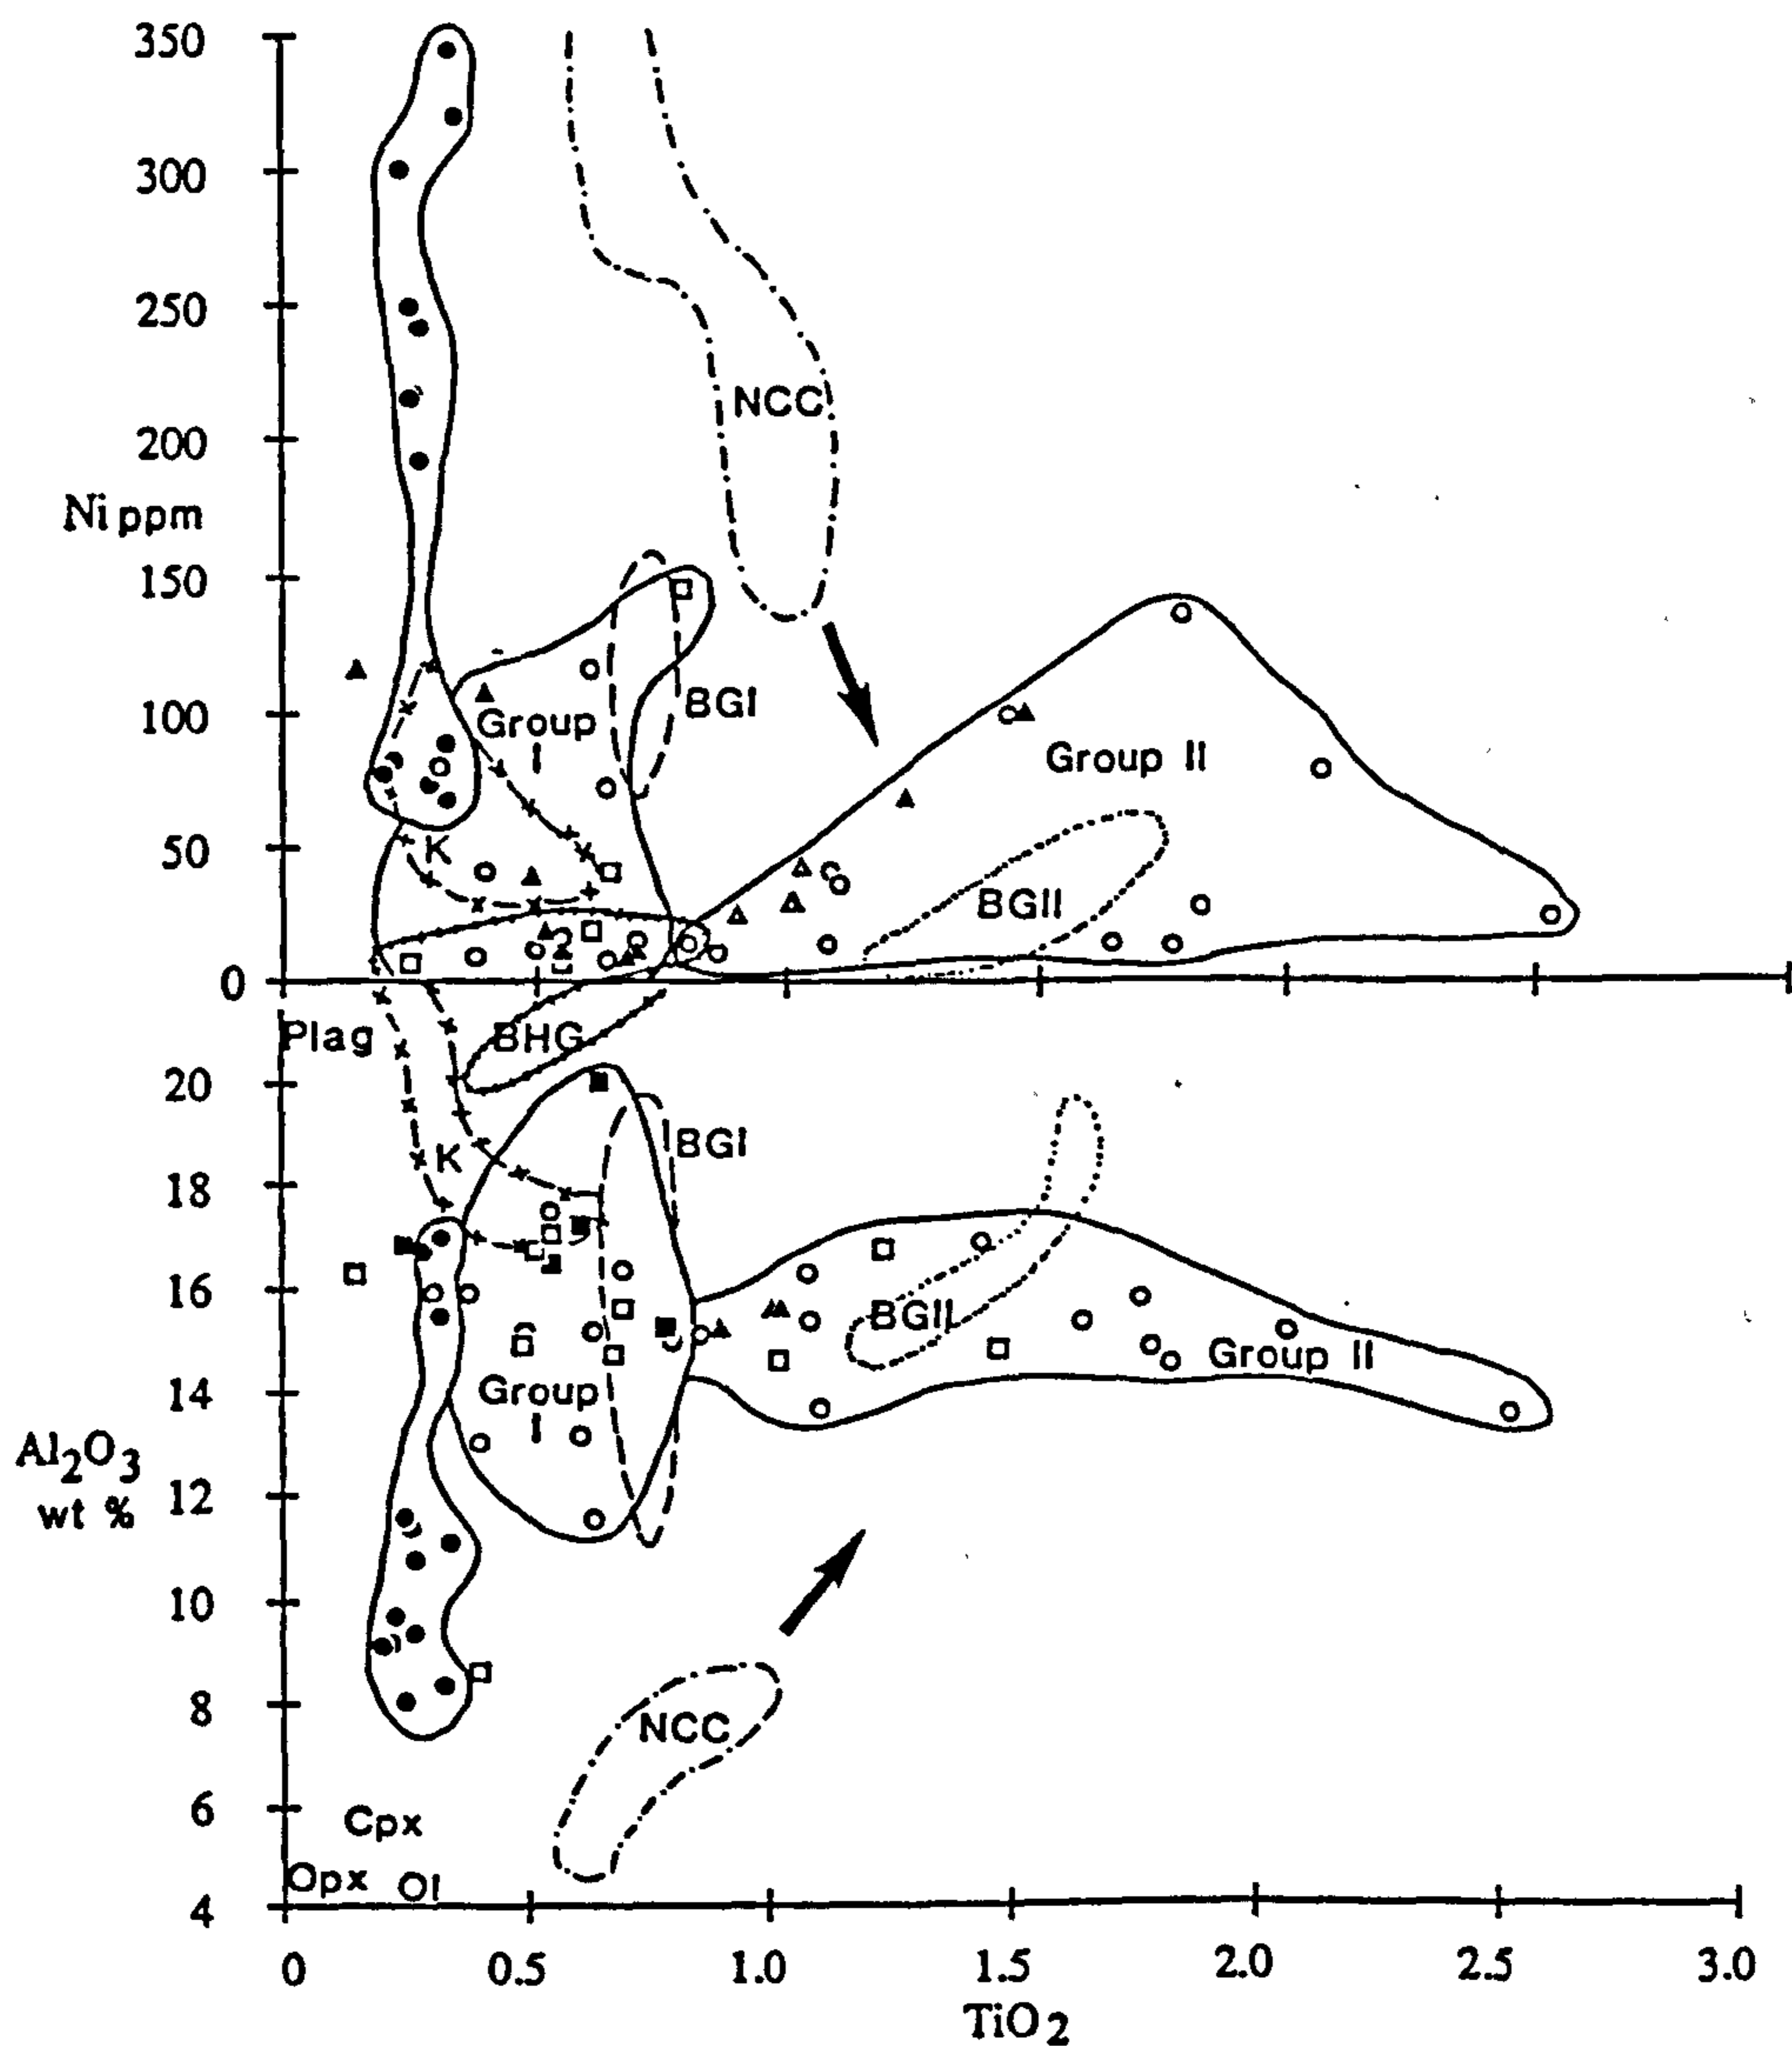 350
300
250
200
Ni ppm
150
100
50
0
NCC
BGI
Group
I
Group II
K
BGII
2
Plag
BHG
20
K
BGI
18
16
BGII
Group II
14
Group
I
Al₂O₃
wt %
12
10
8
NCC
6
Cpx
Opx Ol
4
0 0.5 1.0 1.5 2.0 2.5 3.0
TiO₂